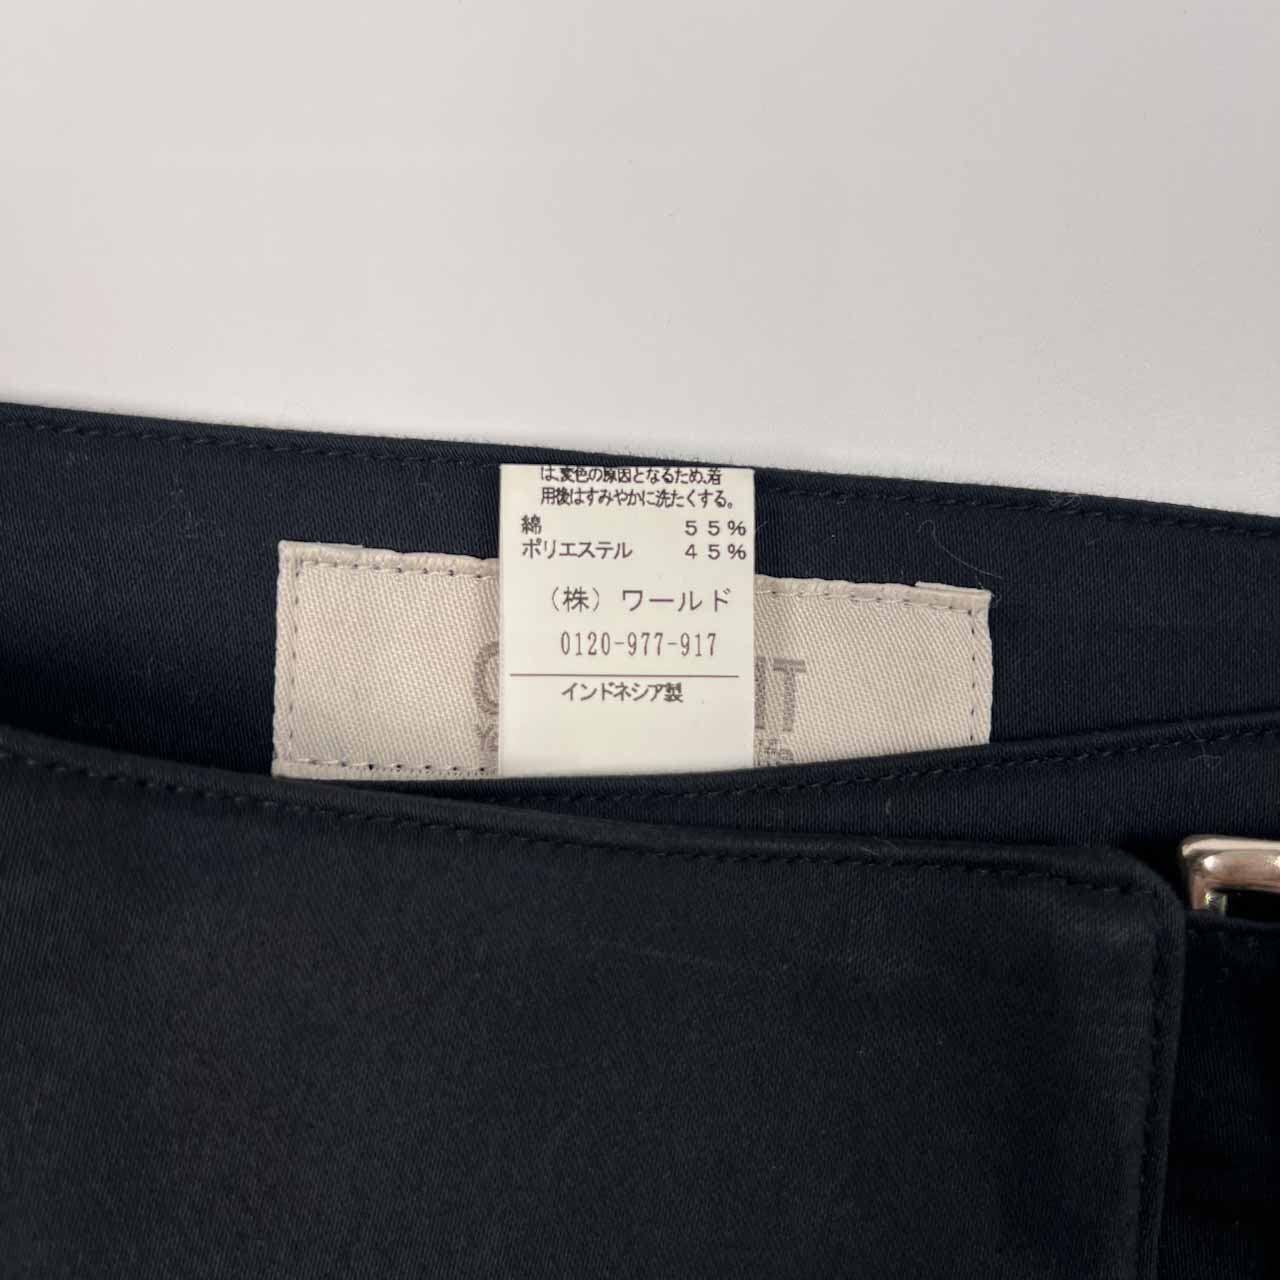 は、変色の原因となるため、着
用後はすみやかに洗たくする。
綿 55%
ポリエステル 45%
(株)ワールド
0120-977-917
インドネシア製